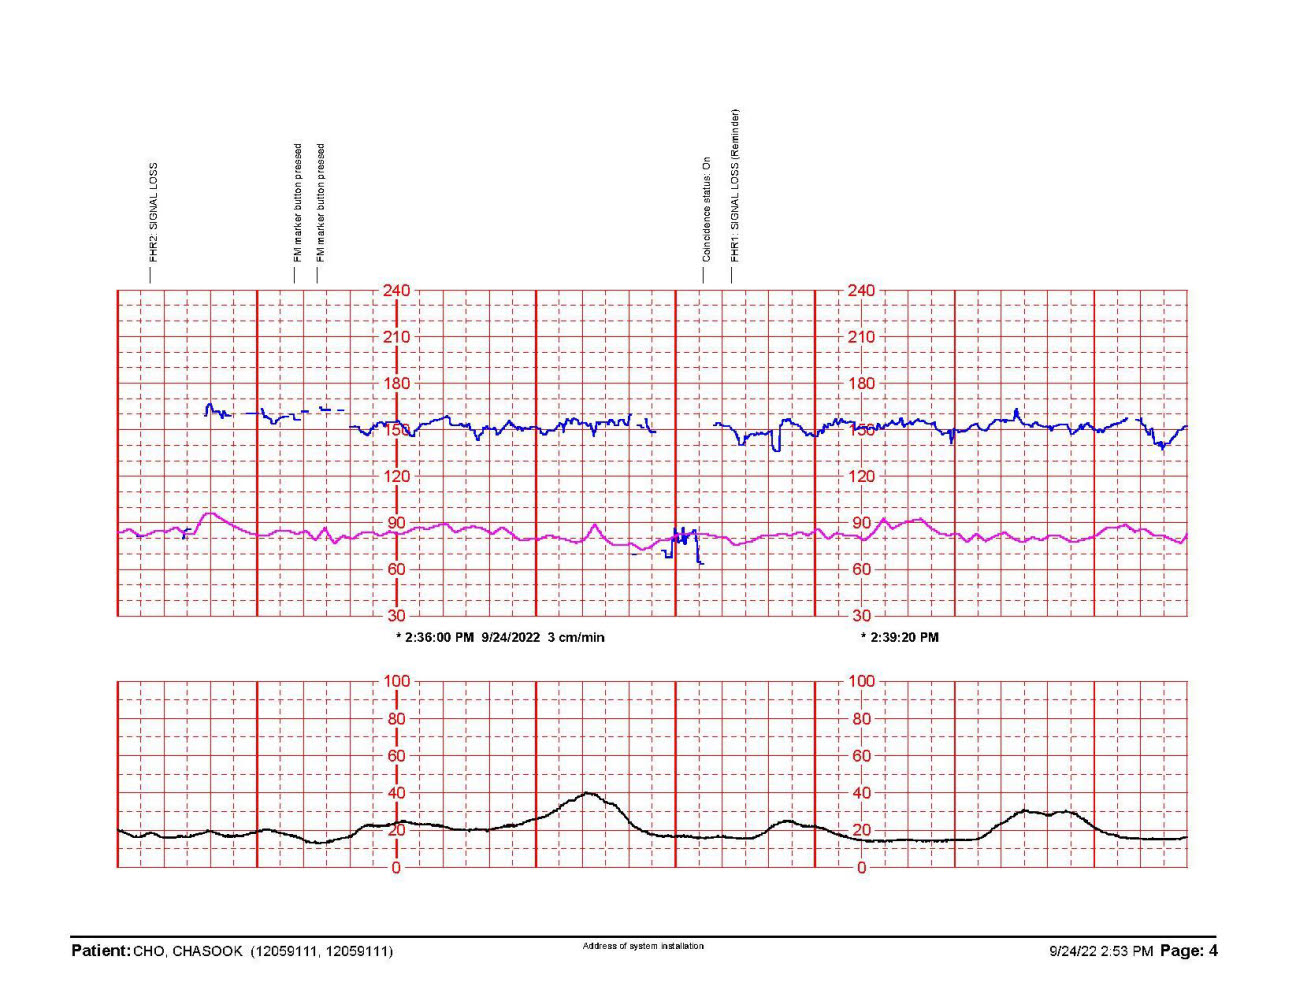 FHR2: SIGNAL LOSS
FM marker button pressed
FM marker button pressed
Coincidence status: On
FHR1: SIGNAL LOSS (Reminder)
240 240
210 210
180 180
150 150
120 120
90 90
60 60
30 30
* 2:36:00 PM 9/24/2022 3 cm/min * 2:39:20 PM
100 100
80 80
60 60
40 40
20 20
0 0
Patient: CHO, CHASOOK (12059111, 12059111) Address of system installation 9/24/22 2:53 PM Page: 4